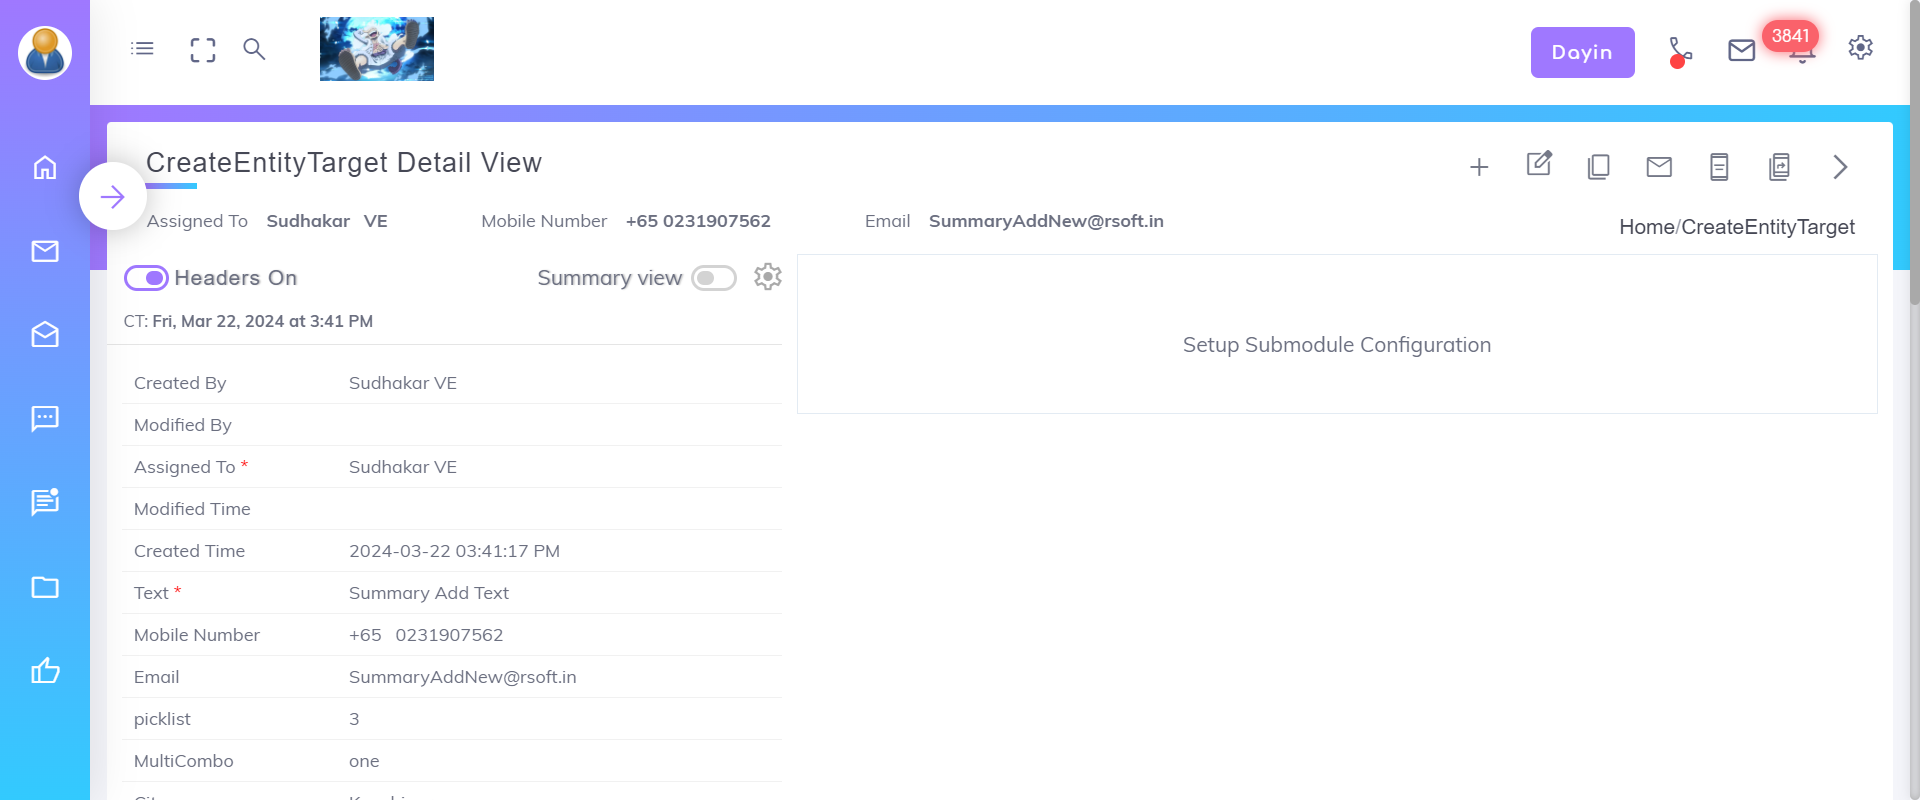 Dayin
3841
CreateEntityTarget Detail View
Assigned To Sudhakar VE Mobile Number +65 0231907562 Email SummaryAddNew@rsoft.in
Home/CreateEntityTarget
Headers On Summary view
CT: Fri, Mar 22, 2024 at 3:41 PM
Setup Submodule Configuration
Created By Sudhakar VE
Modified By
Assigned To * Sudhakar VE
Modified Time
Created Time 2024-03-22 03:41:17 PM
Text * Summary Add Text
Mobile Number +65 0231907562
Email SummaryAddNew@rsoft.in
picklist 3
MultiCombo one